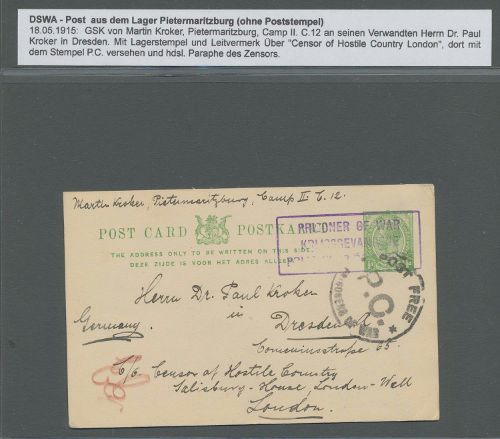 DSWA - Post aus dem Lager Pietermaritzburg (ohne Poststempel)
18.05.1915: GSK von Martin Kroker, Pietermaritzburg, Camp II. C.12 an seinen Verwandten Herrn Dr. Paul
Kroker in Dresden. Mit Lagerstempel und Leitvermerk Über "Censor of Hostile Country London", dort mit
dem Stempel P.C. versehen und hdsl. Paraphe des Zensors.
Martin Kroker, Pietermaritzburg, Camp II C. 12.
POST CARD
POSTKAART
THE ADDRESS ONLY TO BE WRITTEN ON THIS SIDE.
DEZE ZIJDE IS VOOR HET ADRES ALLEEN
PRISONER OF WAR
POST FREE
P.C.
Herrn Dr. Paul Kroker
in
Germany.
Dresden
Comeniusstrasse 65.
C/o Censor of Hostile Country
Salisbury-House, London-Wall
London.